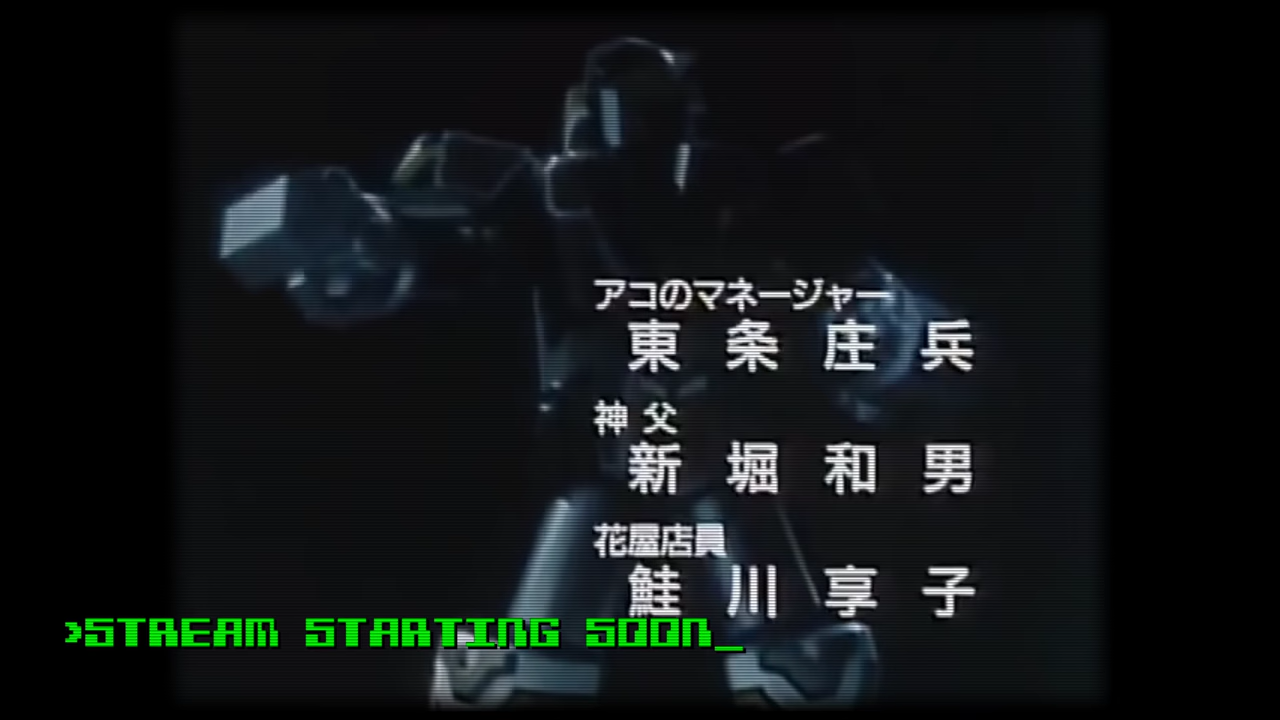 アコのマネージャー
東条庄兵
神父
新堀和男
花屋店員
鮭川享子
>STREAM STARTING SOON_